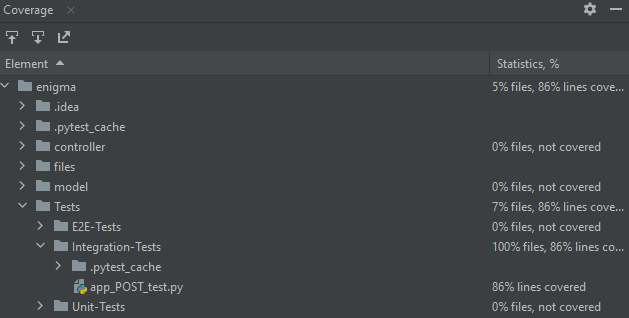 Coverage
Element Statistics, %
enigma 5% files, 86% lines cove...
.idea
.pytest_cache
controller 0% files, not covered
files
model 0% files, not covered
Tests 7% files, 86% lines cove...
E2E-Tests 0% files, not covered
Integration-Tests 100% files, 86% lines co...
.pytest_cache
app_POST_test.py 86% lines covered
Unit-Tests 0% files, not covered